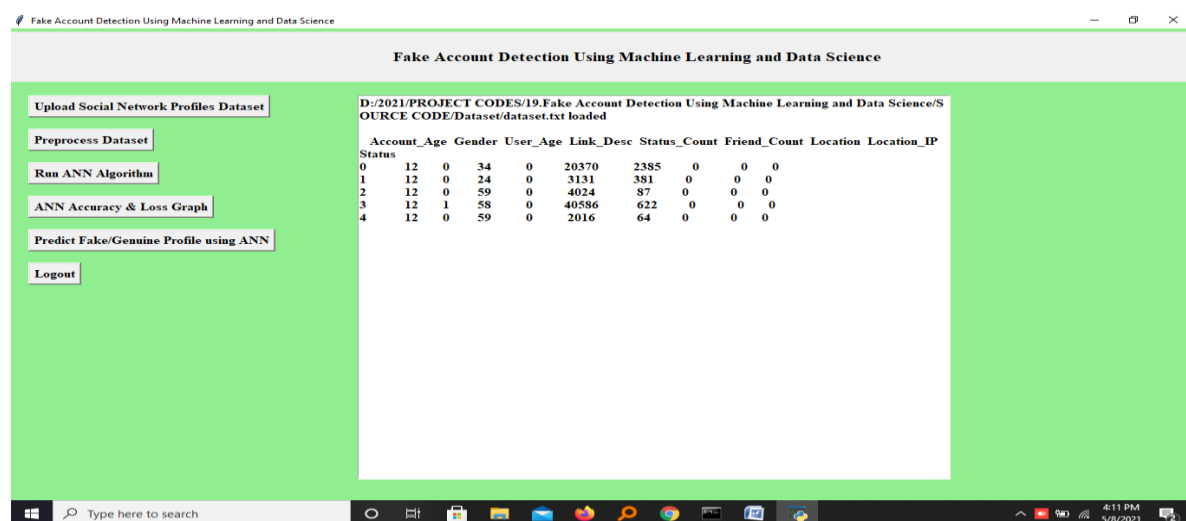 Fake Account Detection Using Machine Learning and Data Science
Fake Account Detection Using Machine Learning and Data Science
Upload Social Network Profiles Dataset
Preprocess Dataset
Run ANN Algorithm
ANN Accuracy & Loss Graph
Predict Fake/Genuine Profile using ANN
Logout
D:/2021/PROJECT CODES/19.Fake Account Detection Using Machine Learning and Data Science/S
OURCE CODE/Dataset/dataset.txt loaded
Account_Age Gender User_Age Link_Desc Status_Count Friend_Count Location Location_IP
Status
0 12 0 34 0 20370 2385 0 0 0
1 12 0 24 0 3131 381 0 0 0
2 12 0 59 0 4024 87 0 0 0
3 12 1 58 0 40586 622 0 0 0
4 12 0 59 0 2016 64 0 0 0
Type here to search
4:11 PM
5/8/2021